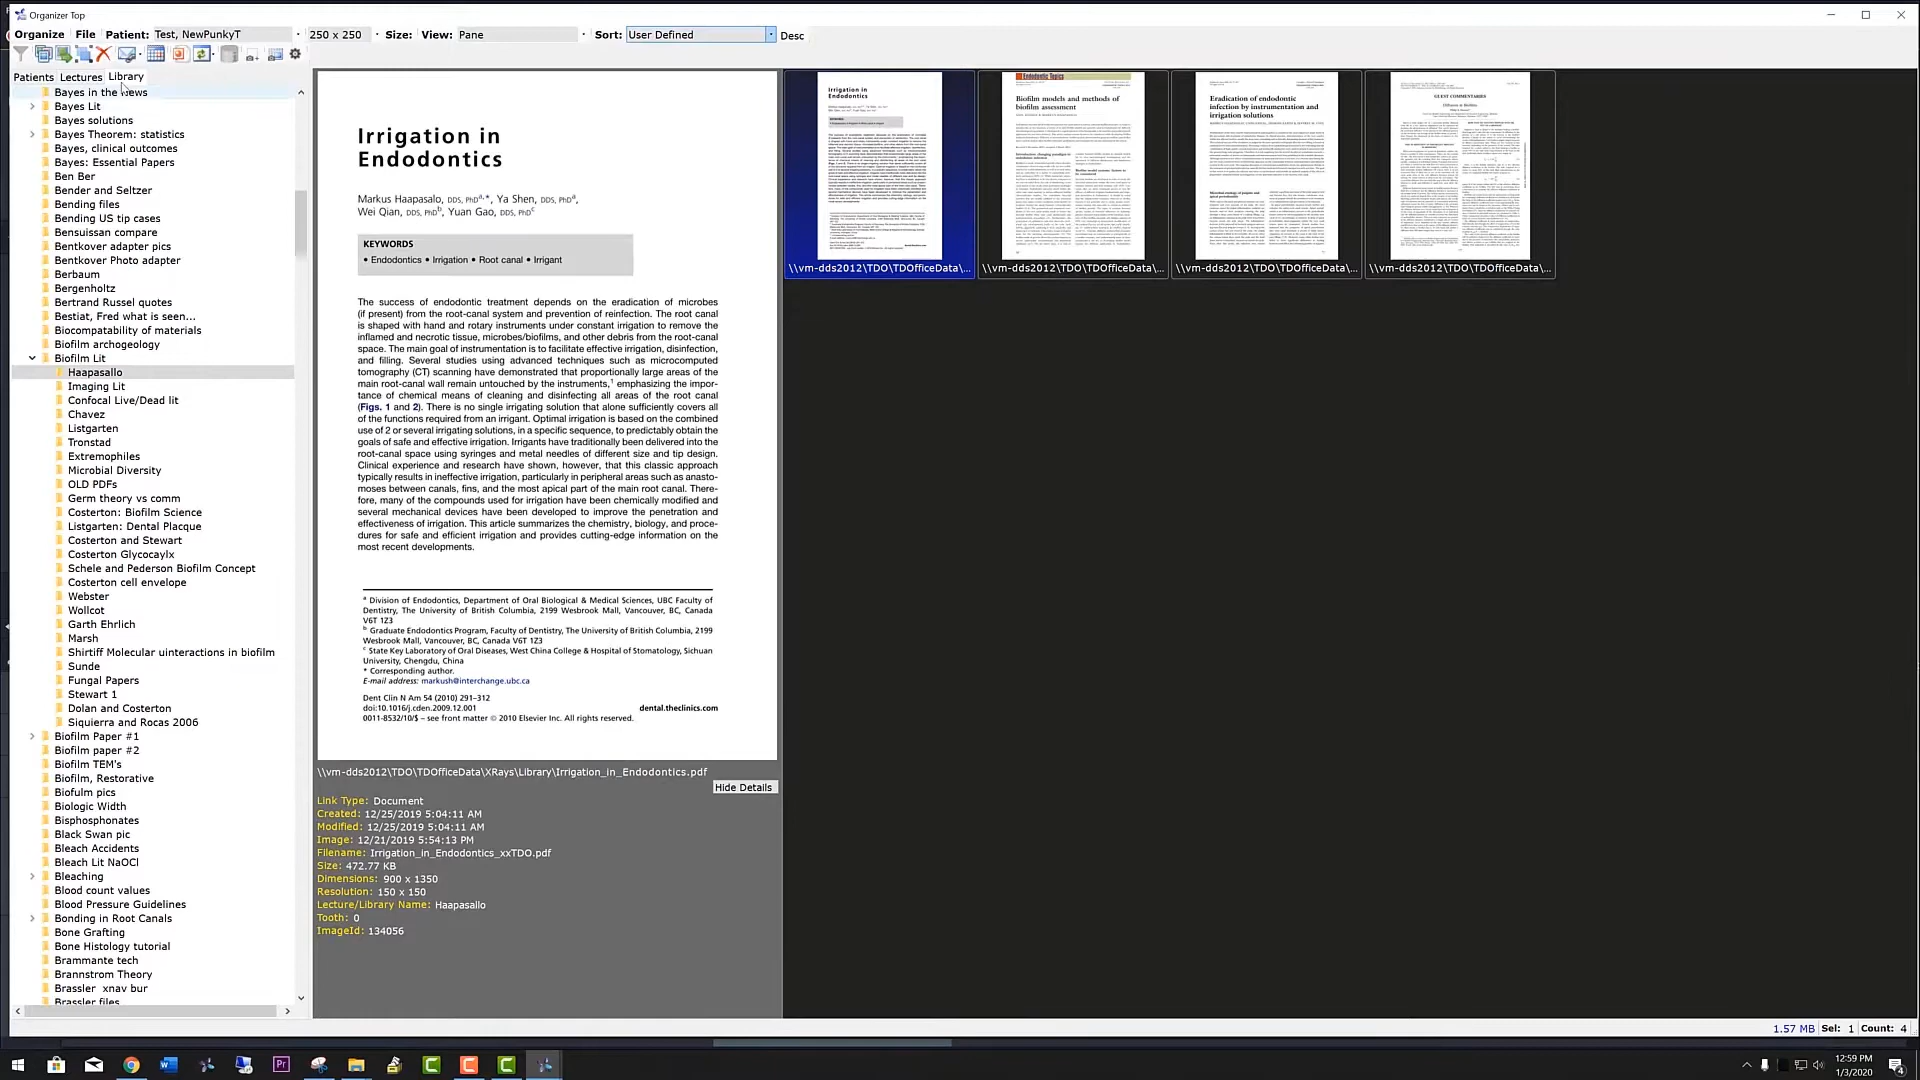 Organizer Top
Organize File Patient: Test, NewPunkyT 250 x 250 Size: View: Pane Sort: User Defined Desc
Patients Lectures Library
Bayes in the News
Bayes Lit
Bayes solutions
Bayes Theorem: statistics
Bayes, clinical outcomes
Bayes: Essential Papers
Ben Ber
Bender and Seltzer
Bending files
Bending US tip cases
Bensuissan compare
Bentkover adapter pics
Bentkover Photo adapter
Berbaum
Bergenholtz
Bertrand Russel quotes
Bestiat, Fred what is seen...
Biocompatability of materials
Biofilm archogeology
Biofilm Lit
Haapasallo
Imaging Lit
Confocal Live/Dead lit
Chavez
Listgarten
Tronstad
Extremophiles
Microbial Diversity
OLD PDFs
Germ theory vs comm
Costerton: Biofilm Science
Listgarten: Dental Placque
Costerton and Stewart
Costerton Glycocaylx
Schele and Pederson Biofilm Concept
Costerton cell envelope
Webster
Wollcot
Garth Ehrlich
Marsh
Shirtiff Molecular uinteractions in biofilm
Sunde
Fungal Papers
Stewart 1
Dolan and Costerton
Siquierra and Rocas 2006
Biofilm Paper #1
Biofilm paper #2
Biofilm TEM's
Biofilm, Restorative
Biofulm pics
Biologic Width
Bisphosphonates
Black Swan pic
Bleach Accidents
Bleach Lit NaOCl
Bleaching
Blood count values
Blood Pressure Guidelines
Bonding in Root Canals
Bone Grafting
Bone Histology tutorial
Brammante tech
Brannstrom Theory
Brassler xnav bur
Brassler files
Irrigation in
Endodontics
Markus Haapasalo, DDS, PhDa,*, Ya Shen, DDS, PhDa,
Wei Qian, DDS, PhDb, Yuan Gao, DDS, PhDc
KEYWORDS
• Endodontics • Irrigation • Root canal • Irrigant
The success of endodontic treatment depends on the eradication of microbes
(if present) from the root-canal system and prevention of reinfection. The root canal
is shaped with hand and rotary instruments under constant irrigation to remove the
inflamed and necrotic tissue, microbes/biofilms, and other debris from the root-canal
space. The main goal of instrumentation is to facilitate effective irrigation, disinfection,
and filling. Several studies using advanced techniques such as microcomputed
tomography (CT) scanning have demonstrated that proportionally large areas of the
main root-canal wall remain untouched by the instruments,1 emphasizing the impor-
tance of chemical means of cleaning and disinfecting all areas of the root canal
(Figs. 1 and 2). There is no single irrigating solution that alone sufficiently covers all
of the functions required from an irrigant. Optimal irrigation is based on the combined
use of 2 or several irrigating solutions, in a specific sequence, to predictably obtain the
goals of safe and effective irrigation. Irrigants have traditionally been delivered into the
root-canal space using syringes and metal needles of different size and tip design.
Clinical experience and research have shown, however, that this classic approach
typically results in ineffective irrigation, particularly in peripheral areas such as anasto-
moses between canals, fins, and the most apical part of the main root canal. There-
fore, many of the compounds used for irrigation have been chemically modified and
several mechanical devices have been developed to improve the penetration and
effectiveness of irrigation. This article summarizes the chemistry, biology, and proce-
dures for safe and efficient irrigation and provides cutting-edge information on the
most recent developments.
a Division of Endodontics, Department of Oral Biological & Medical Sciences, UBC Faculty of
Dentistry, The University of British Columbia, 2199 Wesbrook Mall, Vancouver, BC, Canada
V6T 1Z3
b Graduate Endodontics Program, Faculty of Dentistry, The University of British Columbia, 2199
Wesbrook Mall, Vancouver, BC, Canada V6T 1Z3
c State Key Laboratory of Oral Diseases, West China College & Hospital of Stomatology, Sichuan
University, Chengdu, China
* Corresponding author.
E-mail address: markush@interchange.ubc.ca
Dent Clin N Am 54 (2010) 291–312
doi:10.1016/j.cden.2009.12.001 dental.theclinics.com
0011-8532/10/$ – see front matter © 2010 Elsevier Inc. All rights reserved.
\\vm-dds2012\TDO\TDOfficeData\XRays\Library\Irrigation_in_Endodontics.pdf
Hide Details
Link Type: Document
Created: 12/25/2019 5:04:11 AM
Modified: 12/25/2019 5:04:11 AM
Image: 12/21/2019 5:54:13 PM
Filename: Irrigation_in_Endodontics_xxTDO.pdf
Size: 472.77 KB
Dimensions: 900 x 1350
Resolution: 150 x 150
Lecture/Library Name: Haapasallo
Tooth: 0
ImageId: 134056
Irrigation in
Endodontics
\\vm-dds2012\TDO\TDOfficeData\...
Endodontic Topics
Biofilm models and methods of
biofilm assessment
\\vm-dds2012\TDO\TDOfficeData\...
Eradication of endodontic
infection by instrumentation and
irrigation solutions
\\vm-dds2012\TDO\TDOfficeData\...
GUEST COMMENTARIES
Diffusion in Biofilms
\\vm-dds2012\TDO\TDOfficeData\...
1.57 MB Sel: 1 Count: 4
12:59 PM
1/3/2020